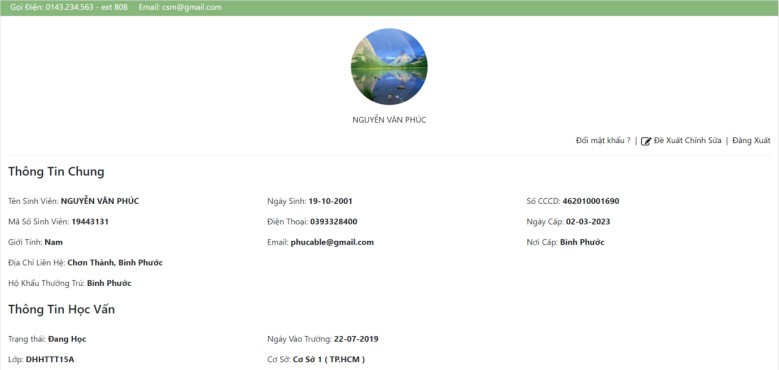 Gọi Điện: 0143.234.563 - ext 808 Email: csm@gmail.com
NGUYỄN VĂN PHÚC
Đổi mật khẩu ? | Đề Xuất Chỉnh Sửa | Đăng Xuất
Thông Tin Chung
Tên Sinh Viên: NGUYỄN VĂN PHÚC Ngày Sinh: 19-10-2001 Số CCCD: 462010001690
Mã Số Sinh Viên: 19443131 Điện Thoại: 0393328400 Ngày Cấp: 02-03-2023
Giới Tính: Nam Email: phucable@gmail.com Nơi Cấp: Bình Phước
Địa Chỉ Liên Hệ: Chơn Thành, Bình Phước
Hộ Khẩu Thường Trú: Bình Phước
Thông Tin Học Vấn
Trạng thái: Đang Học Ngày Vào Trường: 22-07-2019
Lớp: DHHTTT15A Cơ Sở: Cơ Sở 1 ( TP.HCM )